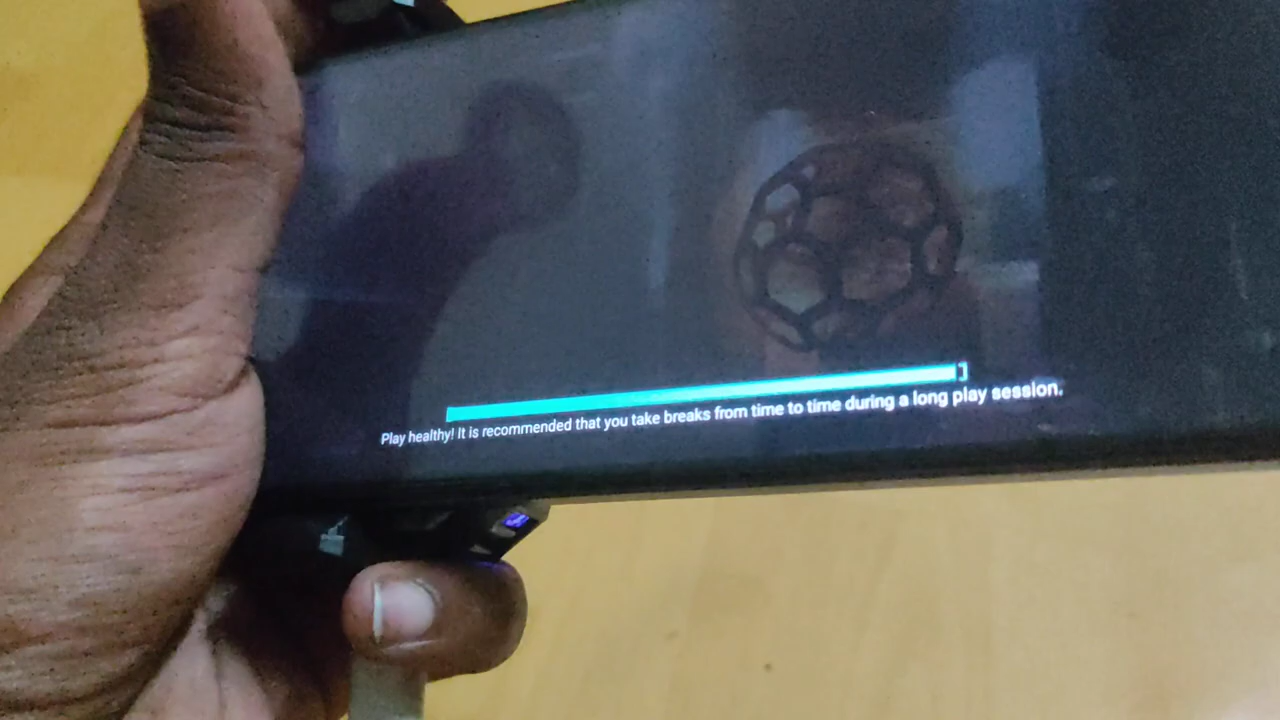 Play healthy! It is recommended that you take breaks from time to time during a long play session.